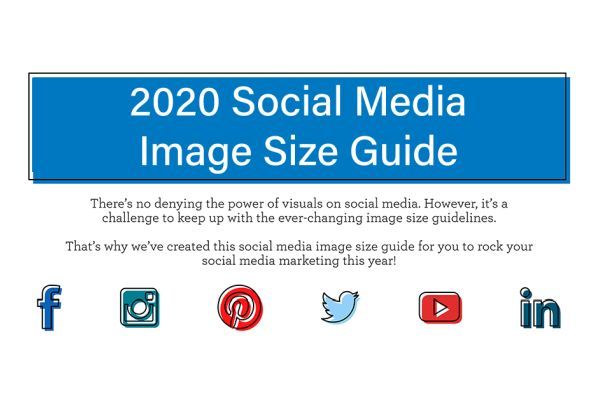 2020 Social Media
Image Size Guide
There's no denying the power of visuals on social media. However, it's a
challenge to keep up with the ever-changing image size guidelines.
That's why we've created this social media image size guide for you to rock your
social media marketing this year!